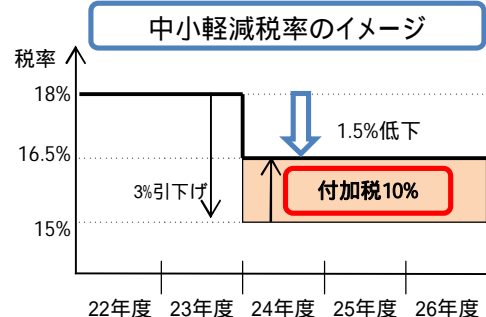 中小軽減税率のイメージ
税率
18%
1.5%低下
16.5%
3%引下げ
付加税10%
15%
22年度 23年度 24年度 25年度 26年度